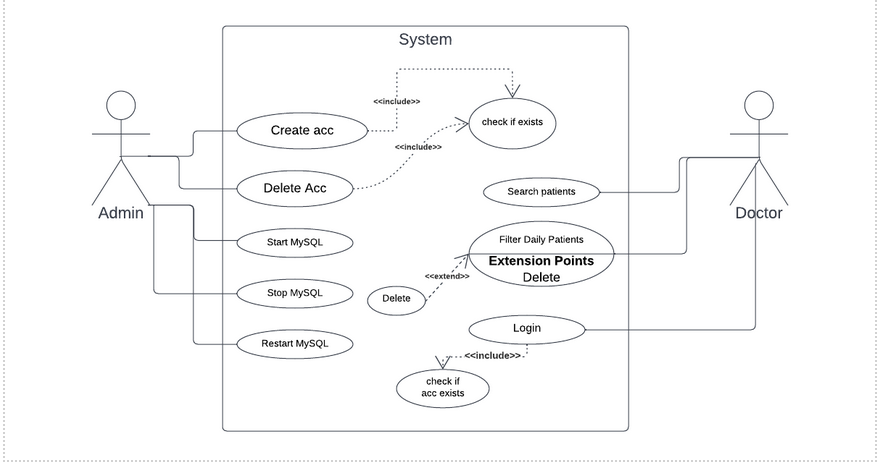 System
<<include>>
Create acc
check if exists
<<include>>
Delete Acc
Search patients
Admin
Doctor
Start MySQL
Filter Daily Patients
Extension Points
Delete
<<extend>>
Stop MySQL
Delete
Login
Restart MySQL
<<include>>
check if
acc exists